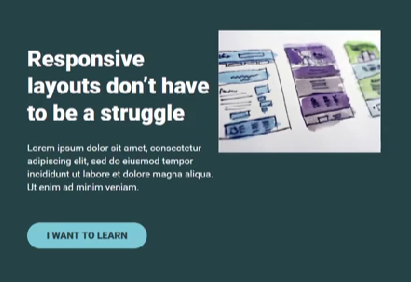 Responsive
layouts don't have
to be a struggle
Lorem ipsum dolor sit amet, consectetur
adipiscing elit, sed do eiusmod tempor
incididunt ut labore et dolore magna aliqua.
Ut enim ad minim veniam.
I WANT TO LEARN